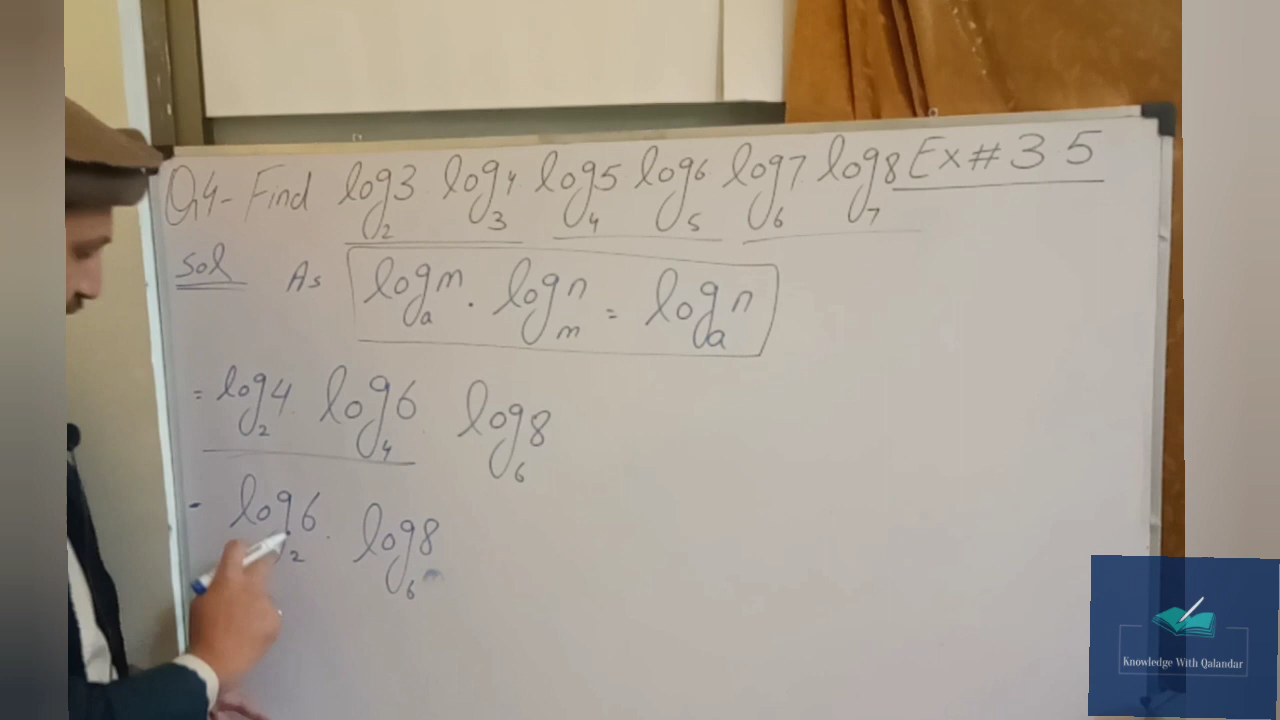 Q4- Find log₂3 log₃4 log₄5 log₅6 log₆7 log₇8 Ex # 3 5
Sol As logₐm . logₘn = logₐn
= log₂4 . log₄6 . log₆8
- log₂6 . log₆8
Knowledge With Qalandar